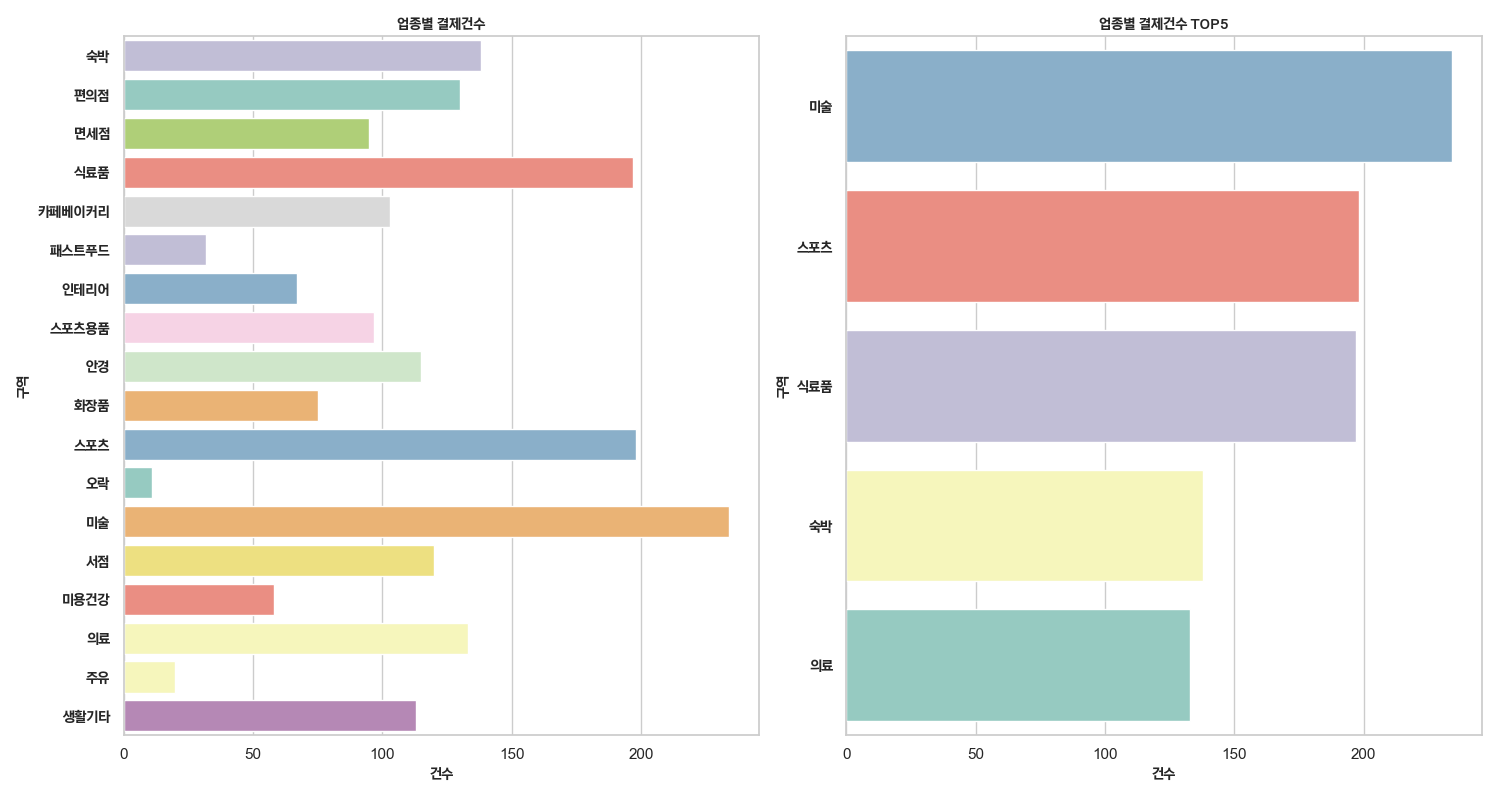 업종별 결제건수
숙박
편의점
면세점
식료품
카페베이커리
패스트푸드
인테리어
스포츠용품
안경
화장품
스포츠
오락
미술
서점
미용건강
의료
주유
생활기타
구역
0 50 100 150 200
건수
업종별 결제건수 TOP5
미술
스포츠
식료품
숙박
의료
구역
0 50 100 150 200
건수